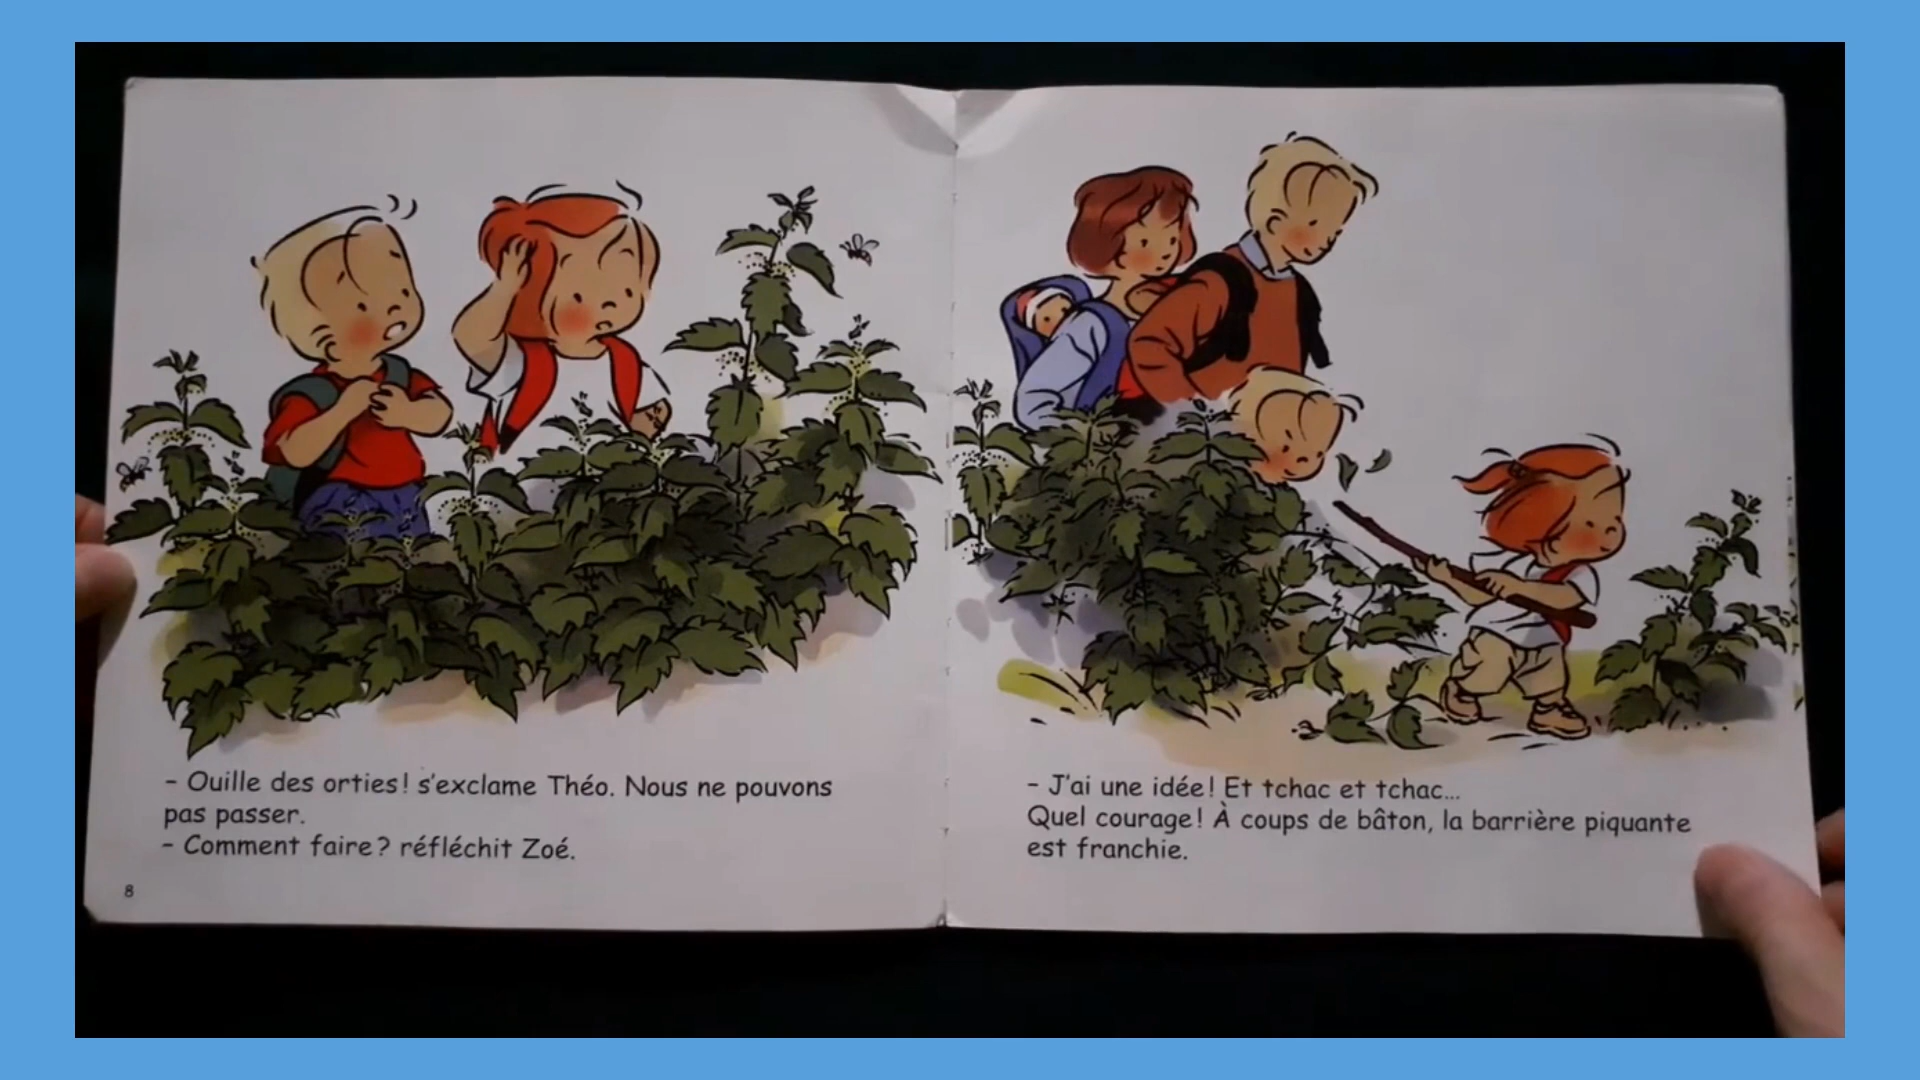 – Ouille des orties! s'exclame Théo. Nous ne pouvons
pas passer.
– Comment faire? réfléchit Zoé.
8
– J'ai une idée! Et tchac et tchac...
Quel courage! À coups de bâton, la barrière piquante
est franchie.